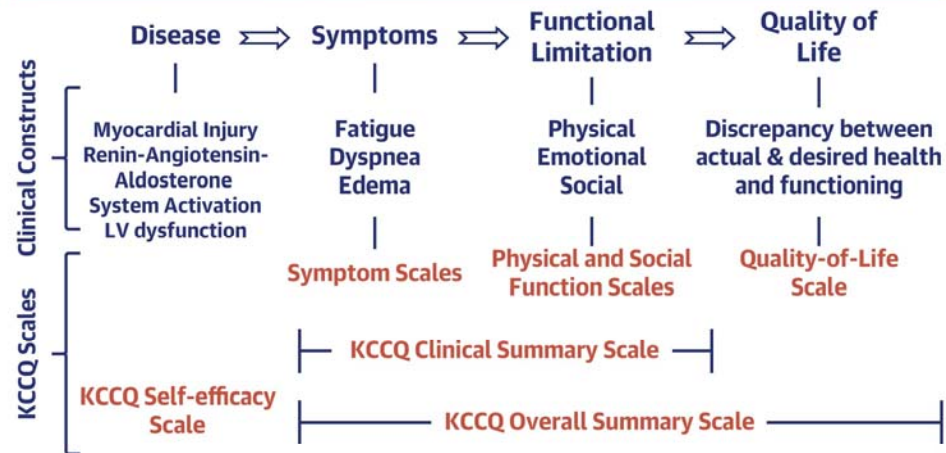 Disease
Symptoms
Functional
Limitation
Quality of
Life
Clinical Constructs
Myocardial Injury
Renin-Angiotensin-
Aldosterone
System Activation
LV dysfunction
Fatigue
Dyspnea
Edema
Physical
Emotional
Social
Discrepancy between
actual & desired health
and functioning
KCCQ Scales
Symptom Scales
Physical and Social
Function Scales
Quality-of-Life
Scale
KCCQ Clinical Summary Scale
KCCQ Self-efficacy
Scale
KCCQ Overall Summary Scale